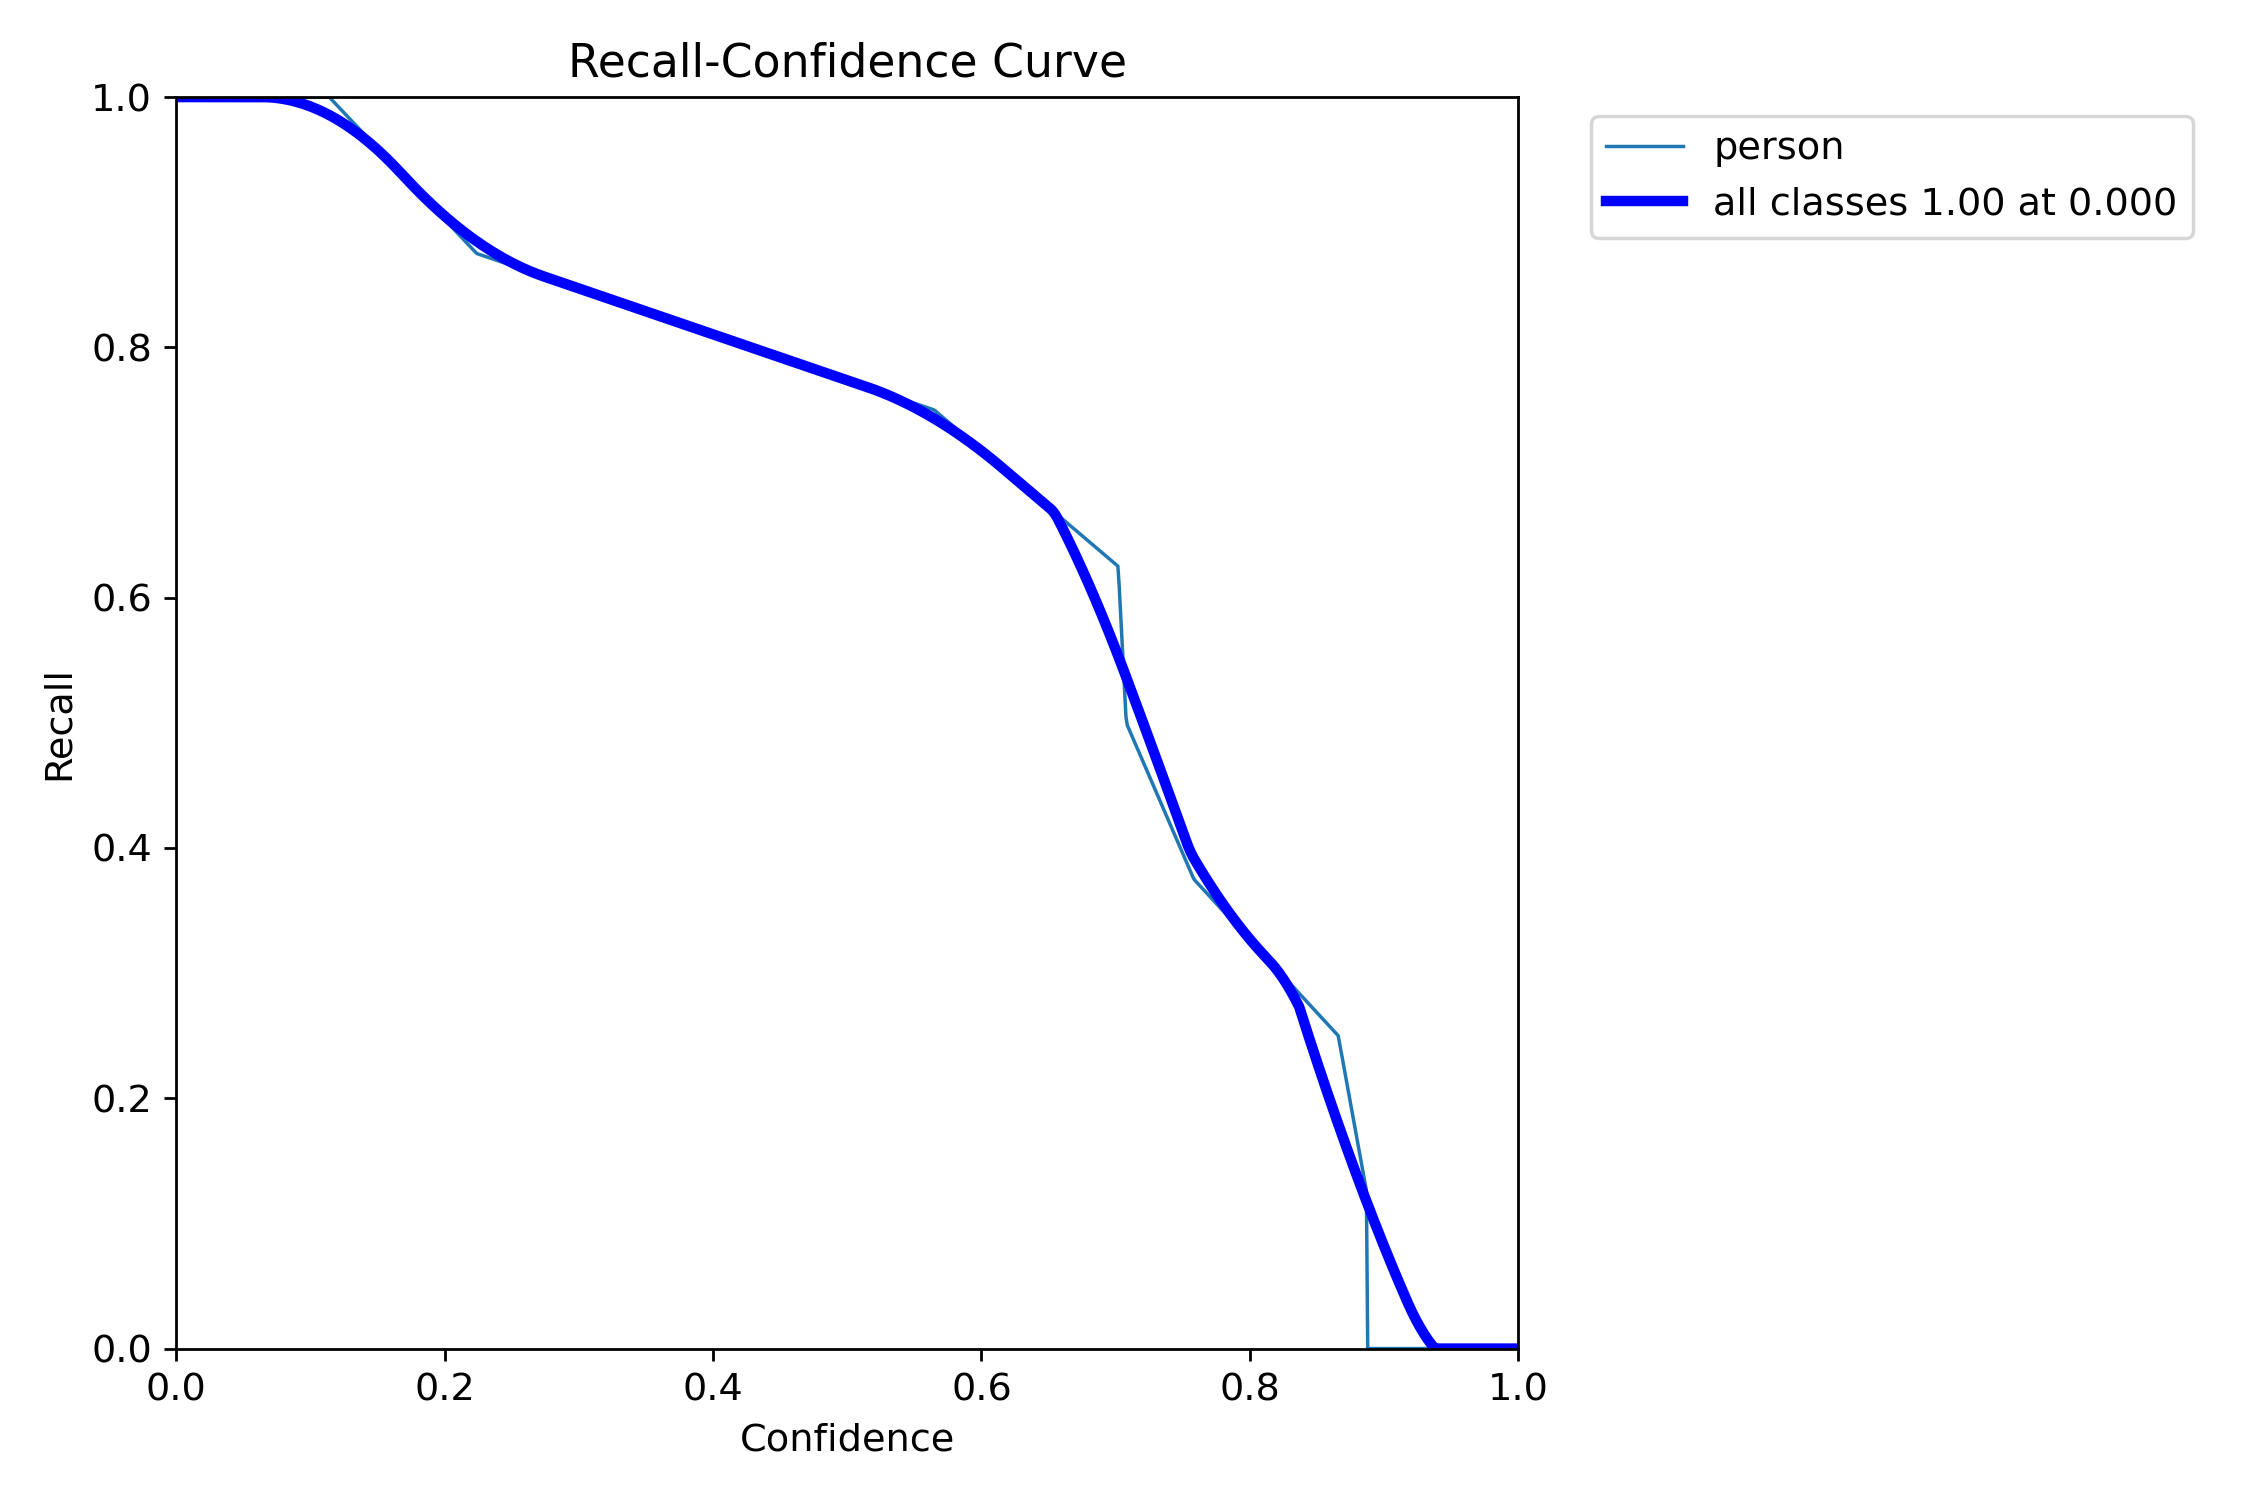 Recall-Confidence Curve
1.0
0.8
0.6
0.4
0.2
0.0
Recall
0.0 0.2 0.4 0.6 0.8 1.0
Confidence
person
all classes 1.00 at 0.000